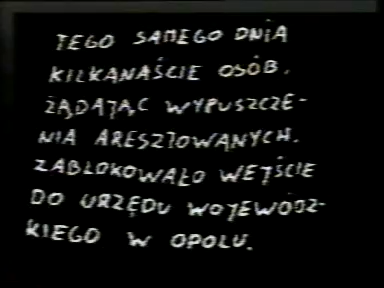 TEGO SAMEGO DNIA
KILKANAŚCIE OSÓB,
ŻĄDAJĄC WYPUSZCZE-
NIA ARESZTOWANYCH,
ZABLOKOWAŁO WEJŚCIE
DO URZĘDU WOJEWÓDZ-
KIEGO W OPOLU.